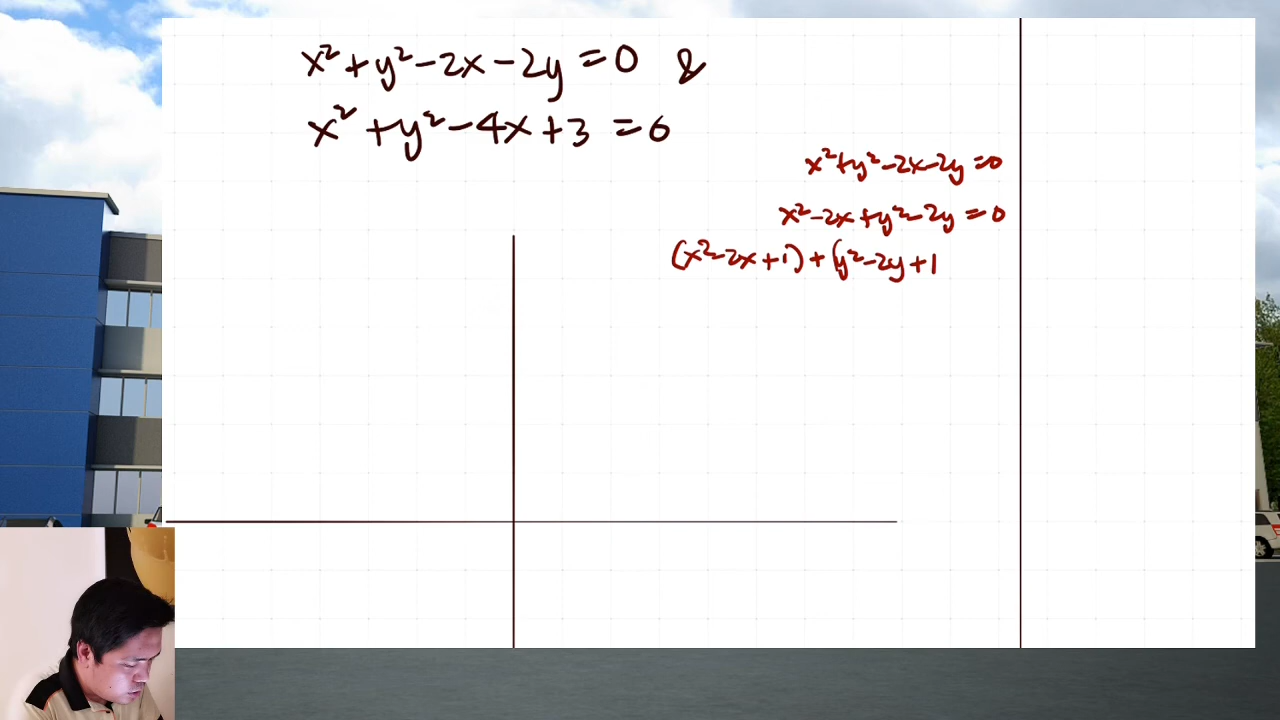 x²+y²-2x-2y=0 &
x²+y²-4x+3=0
x²+y²-2x-2y=0
x²-2x+y²-2y=0
(x²-2x+1)+(y²-2y+1